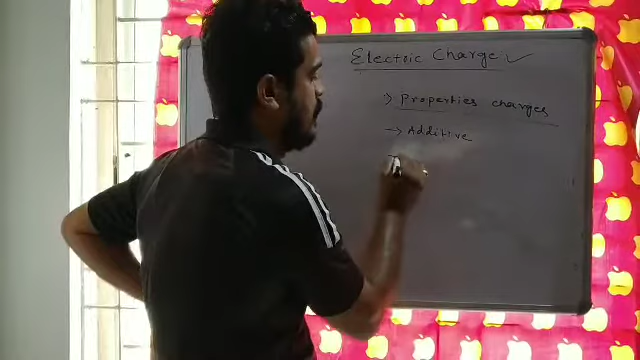 Electric Charge ✓
→ Properties charges
→ Additive